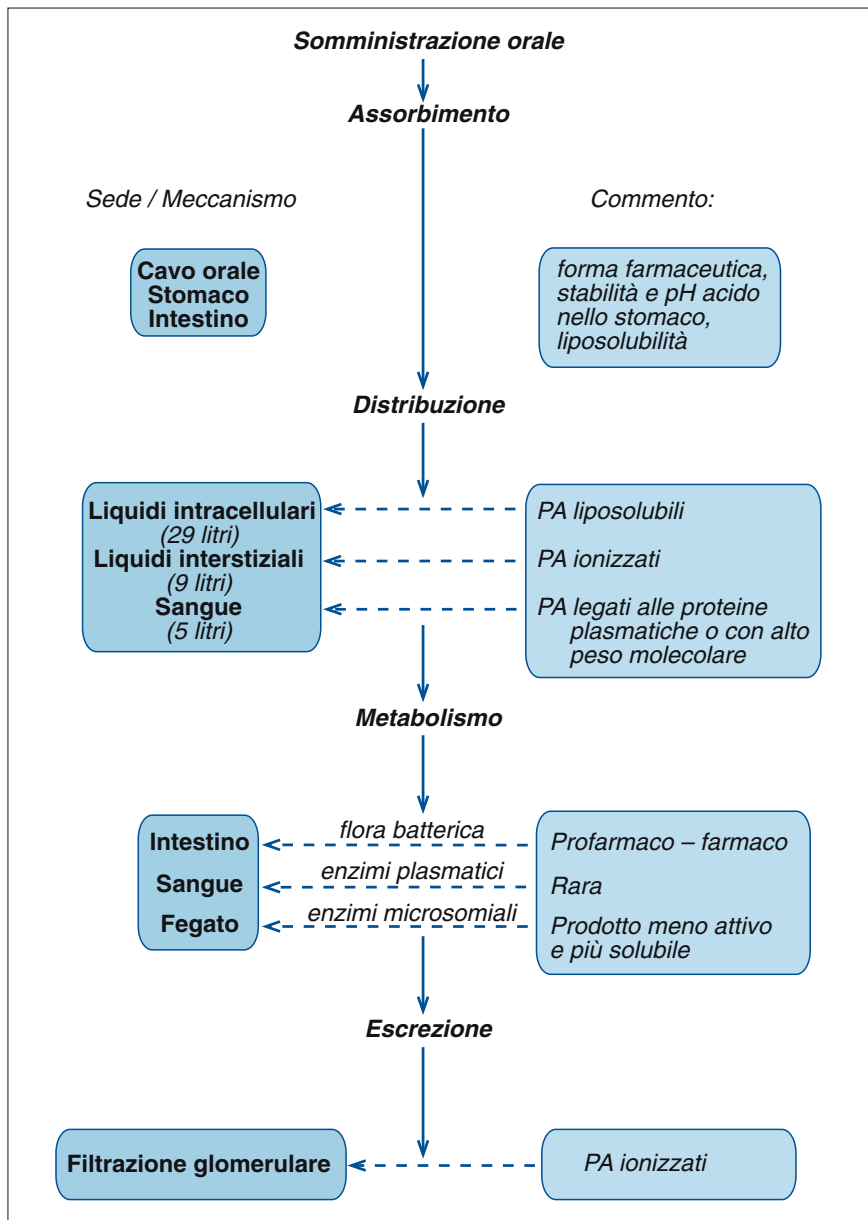 Somministrazione orale
Assorbimento
Sede / Meccanismo
Commento:
Cavo orale
Stomaco
Intestino
forma farmaceutica,
stabilità e pH acido
nello stomaco,
liposolubilità
Distribuzione
Liquidi intracellulari
(29 litri)
Liquidi interstiziali
(9 litri)
Sangue
(5 litri)
PA liposolubili
PA ionizzati
PA legati alle proteine
plasmatiche o con alto
peso molecolare
Metabolismo
Intestino
flora batterica
Profarmaco – farmaco
Sangue
enzimi plasmatici
Rara
Fegato
enzimi microsomiali
Prodotto meno attivo
e più solubile
Escrezione
Filtrazione glomerulare
PA ionizzati